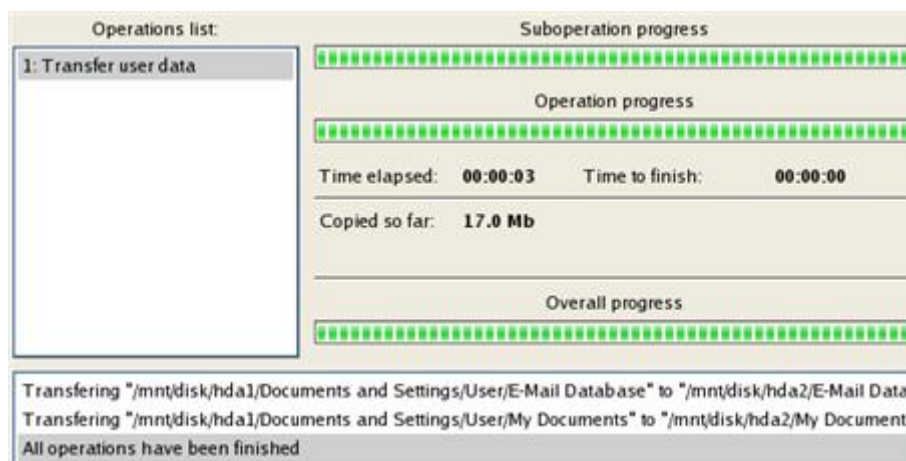 Operations list:
1: Transfer user data
Suboperation progress
Operation progress
Time elapsed: 00:00:03 Time to finish: 00:00:00
Copied so far: 17.0 Mb
Overall progress
Transfering "/mnt/disk/hda1/Documents and Settings/User/E-Mail Database" to "/mnt/disk/hda2/E-Mail Data
Transfering "/mnt/disk/hda1/Documents and Settings/User/My Documents" to "/mnt/disk/hda2/My Document
All operations have been finished